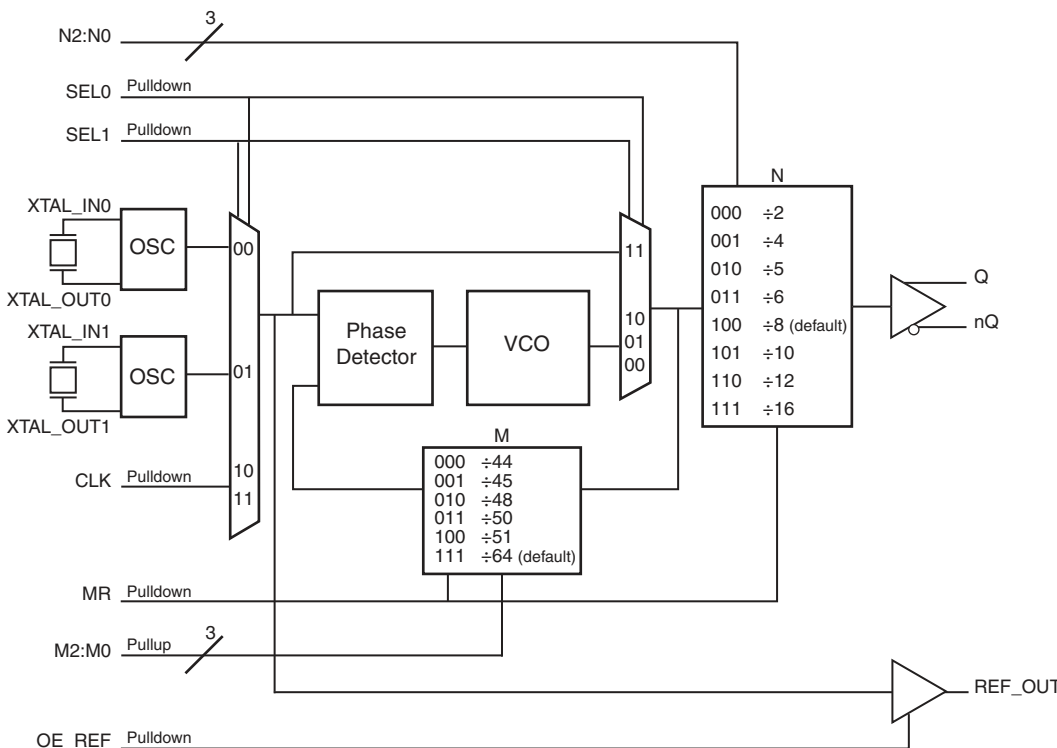 N2:N0
3
SEL0 Pulldown
SEL1 Pulldown
XTAL_IN0
OSC
XTAL_OUT0
XTAL_IN1
OSC
XTAL_OUT1
CLK Pulldown
00
01
10
11
Phase
Detector
VCO
11
10
01
00
N
000 ÷2
001 ÷4
010 ÷5
011 ÷6
100 ÷8 (default)
101 ÷10
110 ÷12
111 ÷16
Q
nQ
M
000 ÷44
001 ÷45
010 ÷48
011 ÷50
100 ÷51
111 ÷64 (default)
MR Pulldown
M2:M0 Pullup
3
REF_OUT
OE_REF Pulldown